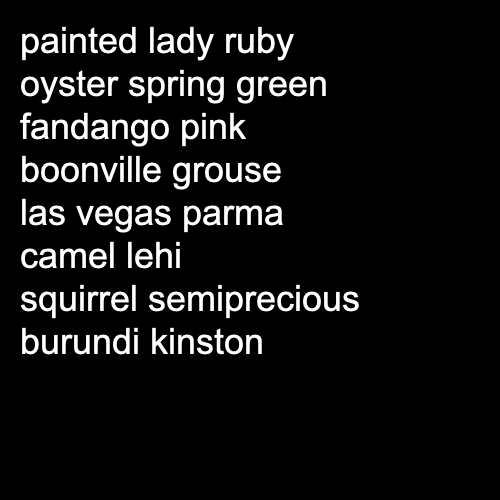 painted lady ruby
oyster spring green
fandango pink
boonville grouse
las vegas parma
camel lehi
squirrel semiprecious
burundi kinston